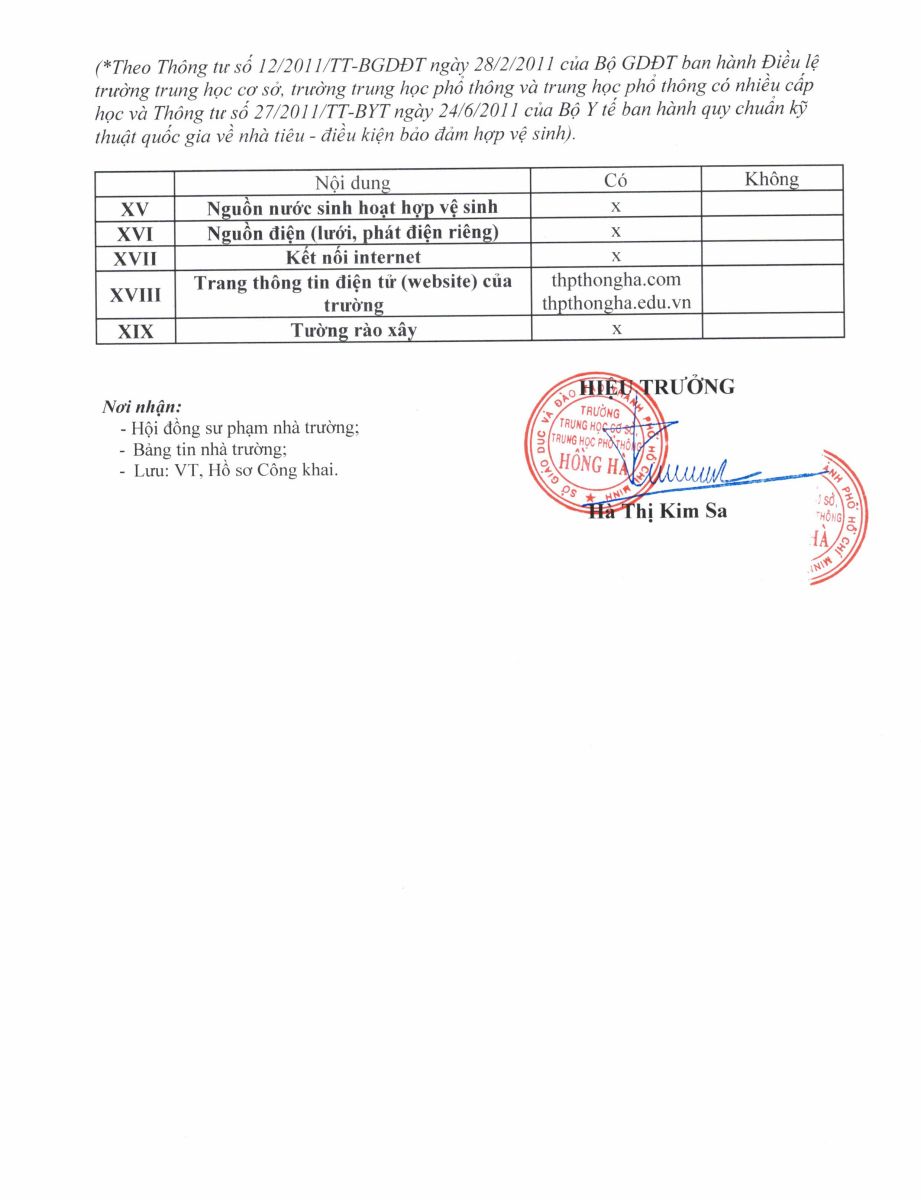 (*Theo Thông tư số 12/2011/TT-BGDĐT ngày 28/2/2011 của Bộ GDĐT ban hành Điều lệ
trường trung học cơ sở, trường trung học phổ thông và trung học phổ thông có nhiều cấp
học và Thông tư số 27/2011/TT-BYT ngày 24/6/2011 của Bộ Y tế ban hành quy chuẩn kỹ
thuật quốc gia về nhà tiêu - điều kiện bảo đảm hợp vệ sinh).
Nội dung Có Không
XV Nguồn nước sinh hoạt hợp vệ sinh x
XVI Nguồn điện (lưới, phát điện riêng) x
XVII Kết nối internet x
XVIII Trang thông tin điện tử (website) của thpthongha.com
trường thpthongha.edu.vn
XIX Tường rào xây x
HIỆU TRƯỞNG
Nơi nhận:
- Hội đồng sư phạm nhà trường;
- Bảng tin nhà trường;
- Lưu: VT, Hồ sơ Công khai.
SỞ GIÁO DỤC VÀ ĐÀO TẠO THÀNH PHỐ HỒ CHÍ MINH
TRƯỜNG
TRUNG HỌC CƠ SỞ,
TRUNG HỌC PHỔ THÔNG
HỒNG HÀ
Hà Thị Kim Sa
ÀNH PHỐ HỒ CHÍ MINH
SỞ,
THÔNG
HÀ